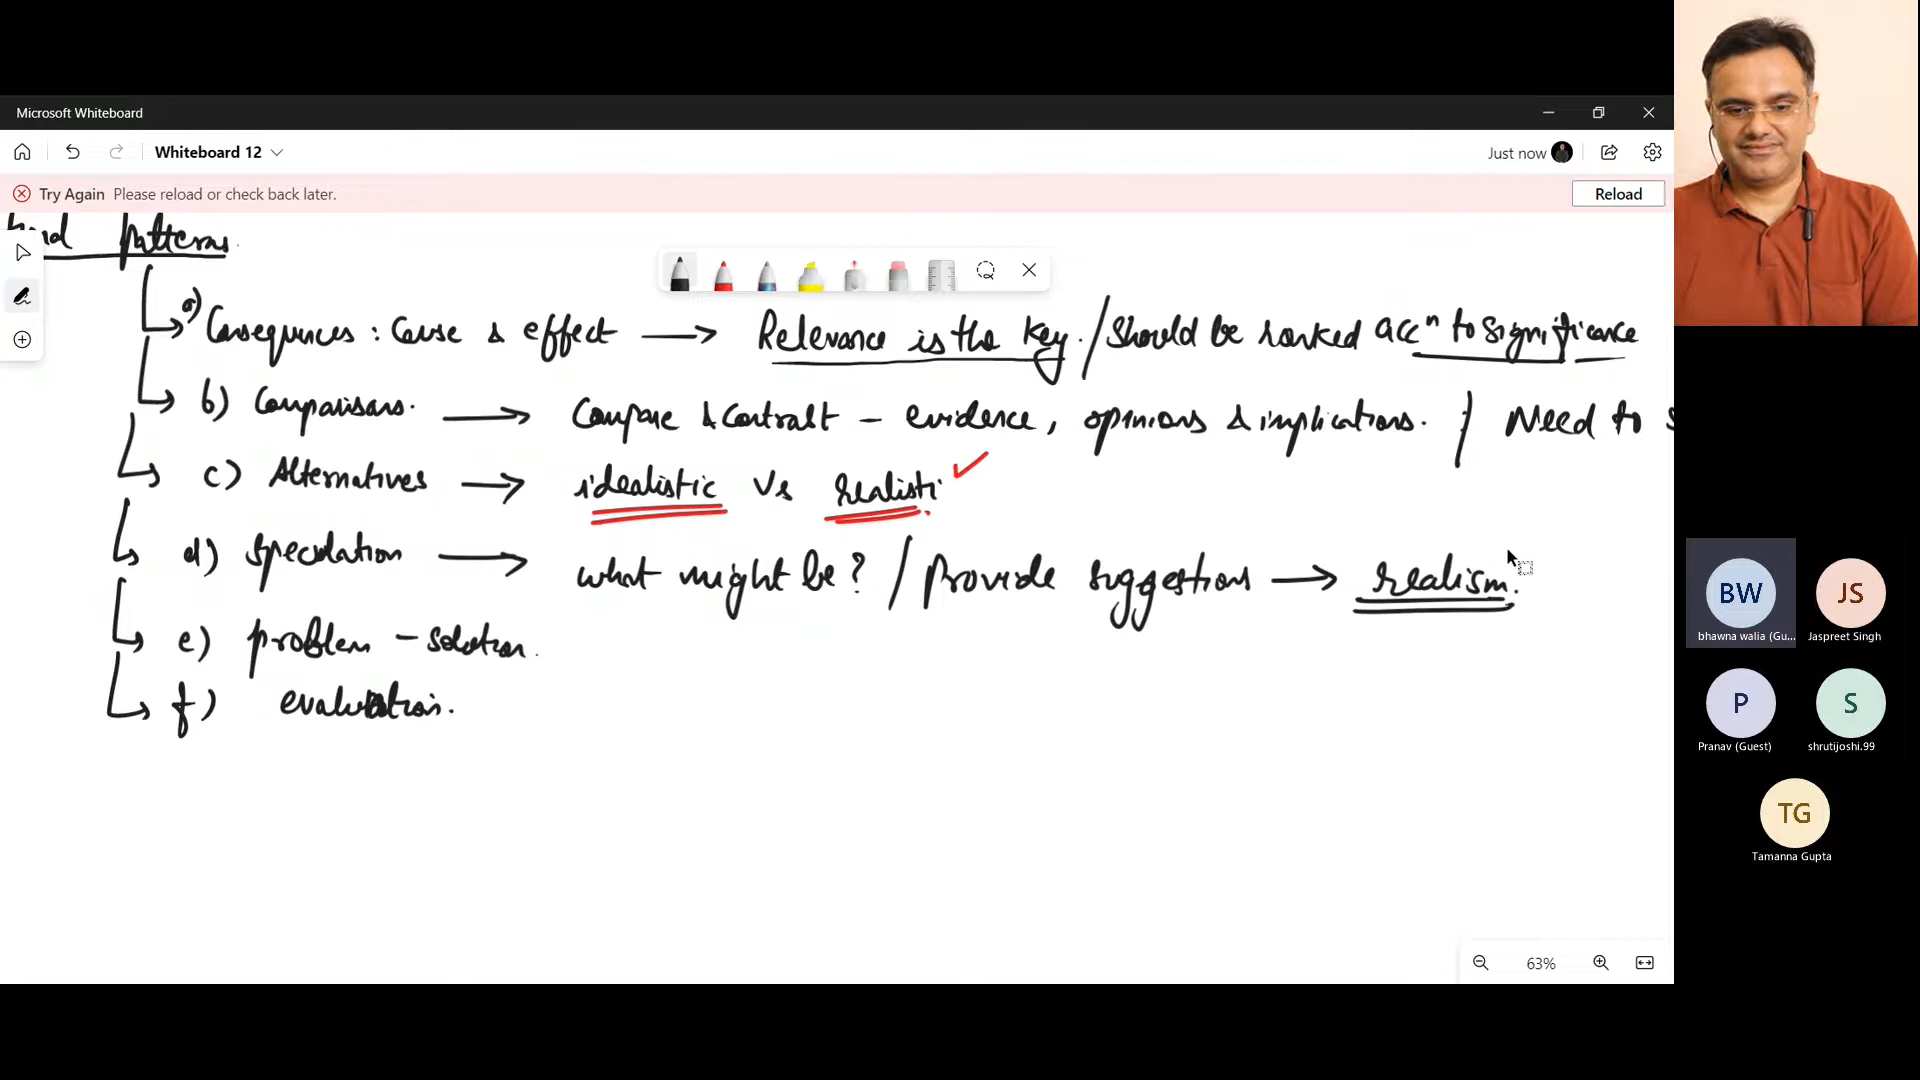 Microsoft Whiteboard
Whiteboard 12
Just now
Try Again Please reload or check back later.
Reload
patterns.
a) Consequences : Cause & effect → Relevance is the key. / Should be ranked accⁿ to significance
b) Comparisons. → Compare & Contrast – evidence, opinions & implications. / Need to
c) Alternatives → idealistic Vs realisti ✓
d) Speculation → what might be? / Provide suggestions → realism.
e) problem – solution.
f) evaluation.
63%
BW
bhawna walia (Gu...
JS
Jaspreet Singh
P
Pranav (Guest)
S
shrutijoshi.99
TG
Tamanna Gupta